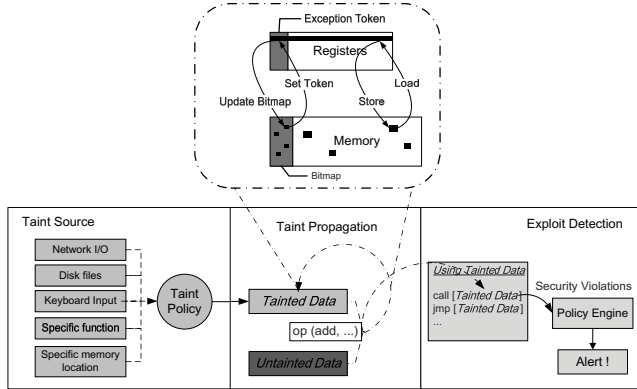 Exception Token
Registers
Set Token
Load
Update Bitmap
Store
Memory
Bitmap
Taint Source
Taint Propagation
Exploit Detection
Network I/O
Disk files
Keyboard Input
Specific function
Specific memory
location
Taint
Policy
Tainted Data
op (add, ...)
Untainted Data
Using Tainted Data
call [Tainted Data]
jmp [Tainted Data]
...
Security Violations
Policy Engine
Alert !